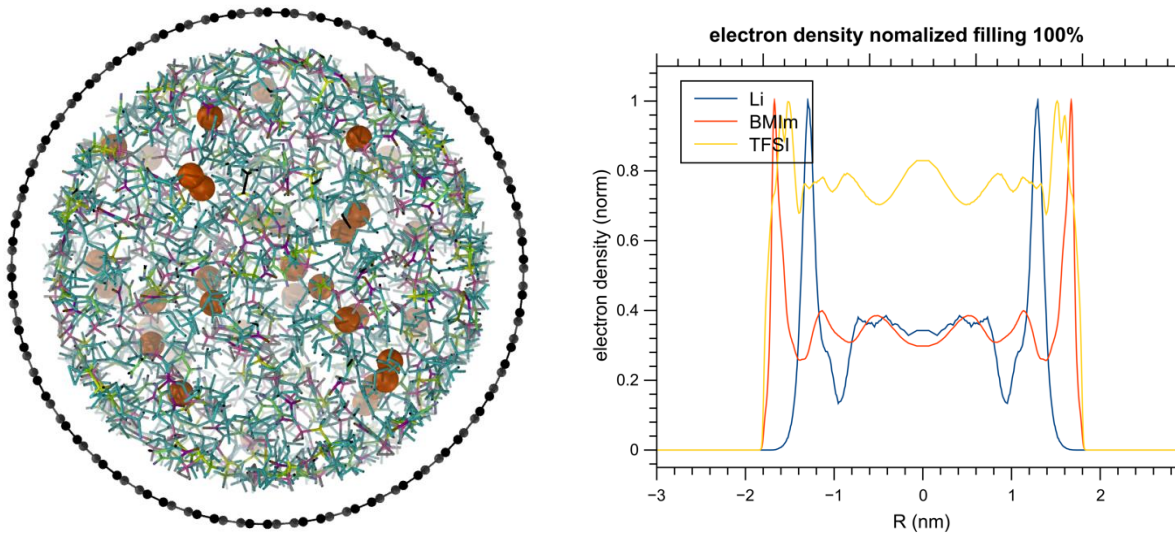 electron density nomalized filling 100%
Li
BMIm
TFSI
1
0.8
0.6
0.4
0.2
0
electron density (norm)
−3 −2 −1 0 1 2
R (nm)